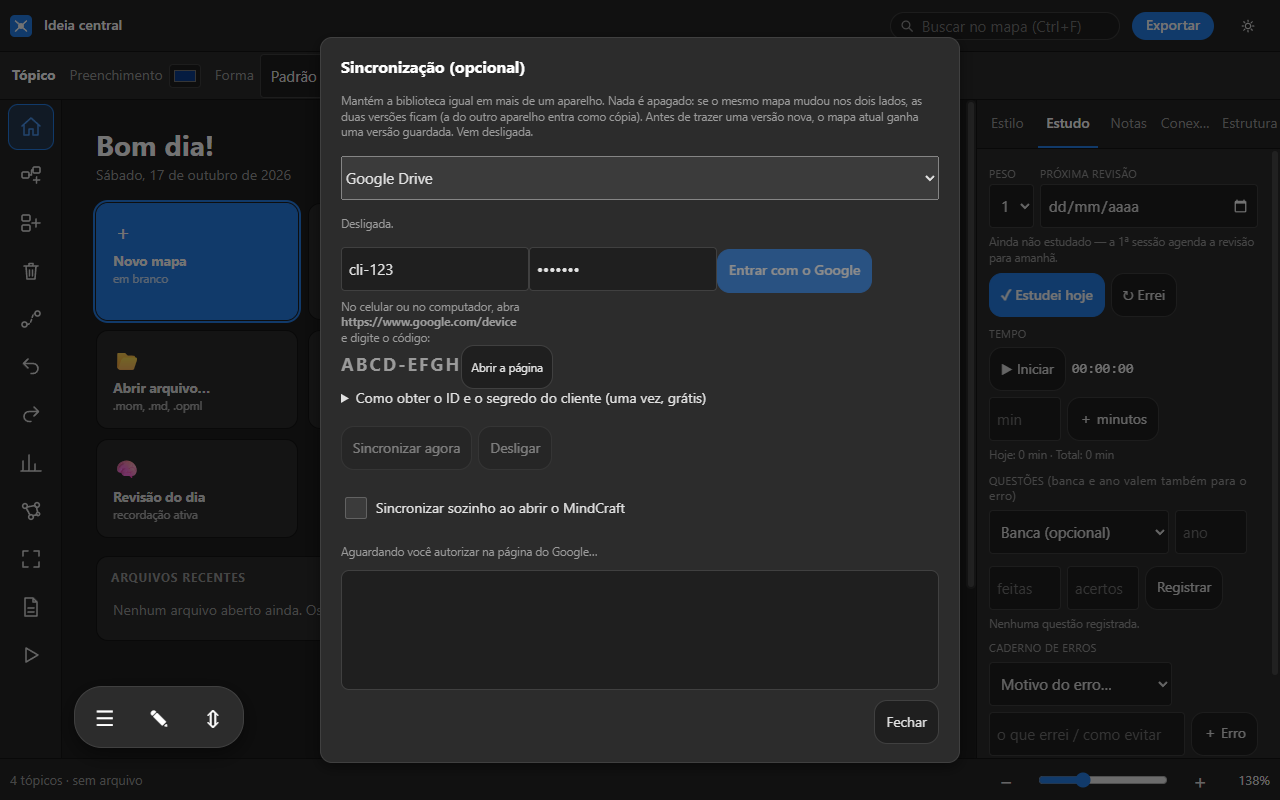 Ideia central
Buscar no mapa (Ctrl+F)
Exportar
Tópico
Preenchimento
Forma
Padrão
Bom dia!
Sábado, 17 de outubro de 2026
+
Novo mapa
em branco
Abrir arquivo...
.mom, .md, .opml
Revisão do dia
recordação ativa
ARQUIVOS RECENTES
Nenhum arquivo aberto ainda. Os
Sincronização (opcional)
Mantém a biblioteca igual em mais de um aparelho. Nada é apagado: se o mesmo mapa mudou nos dois lados, as
duas versões ficam (a do outro aparelho entra como cópia). Antes de trazer uma versão nova, o mapa atual ganha
uma versão guardada. Vem desligada.
Google Drive
Desligada.
cli-123
•••••••
Entrar com o Google
No celular ou no computador, abra
https://www.google.com/device
e digite o código:
ABCD-EFGH
Abrir a página
Como obter o ID e o segredo do cliente (uma vez, grátis)
Sincronizar agora
Desligar
Sincronizar sozinho ao abrir o MindCraft
Aguardando você autorizar na página do Google...
Fechar
Estilo
Estudo
Notas
Conex...
Estrutura
PESO
PRÓXIMA REVISÃO
1
dd/mm/aaaa
Ainda não estudado — a 1ª sessão agenda a revisão
para amanhã.
✓ Estudei hoje
↻ Errei
TEMPO
▶ Iniciar
00:00:00
min
+ minutos
Hoje: 0 min · Total: 0 min
QUESTÕES (banca e ano valem também para o
erro)
Banca (opcional)
ano
feitas
acertos
Registrar
Nenhuma questão registrada.
CADERNO DE ERROS
Motivo do erro...
o que errei / como evitar
+ Erro
4 tópicos · sem arquivo
138%